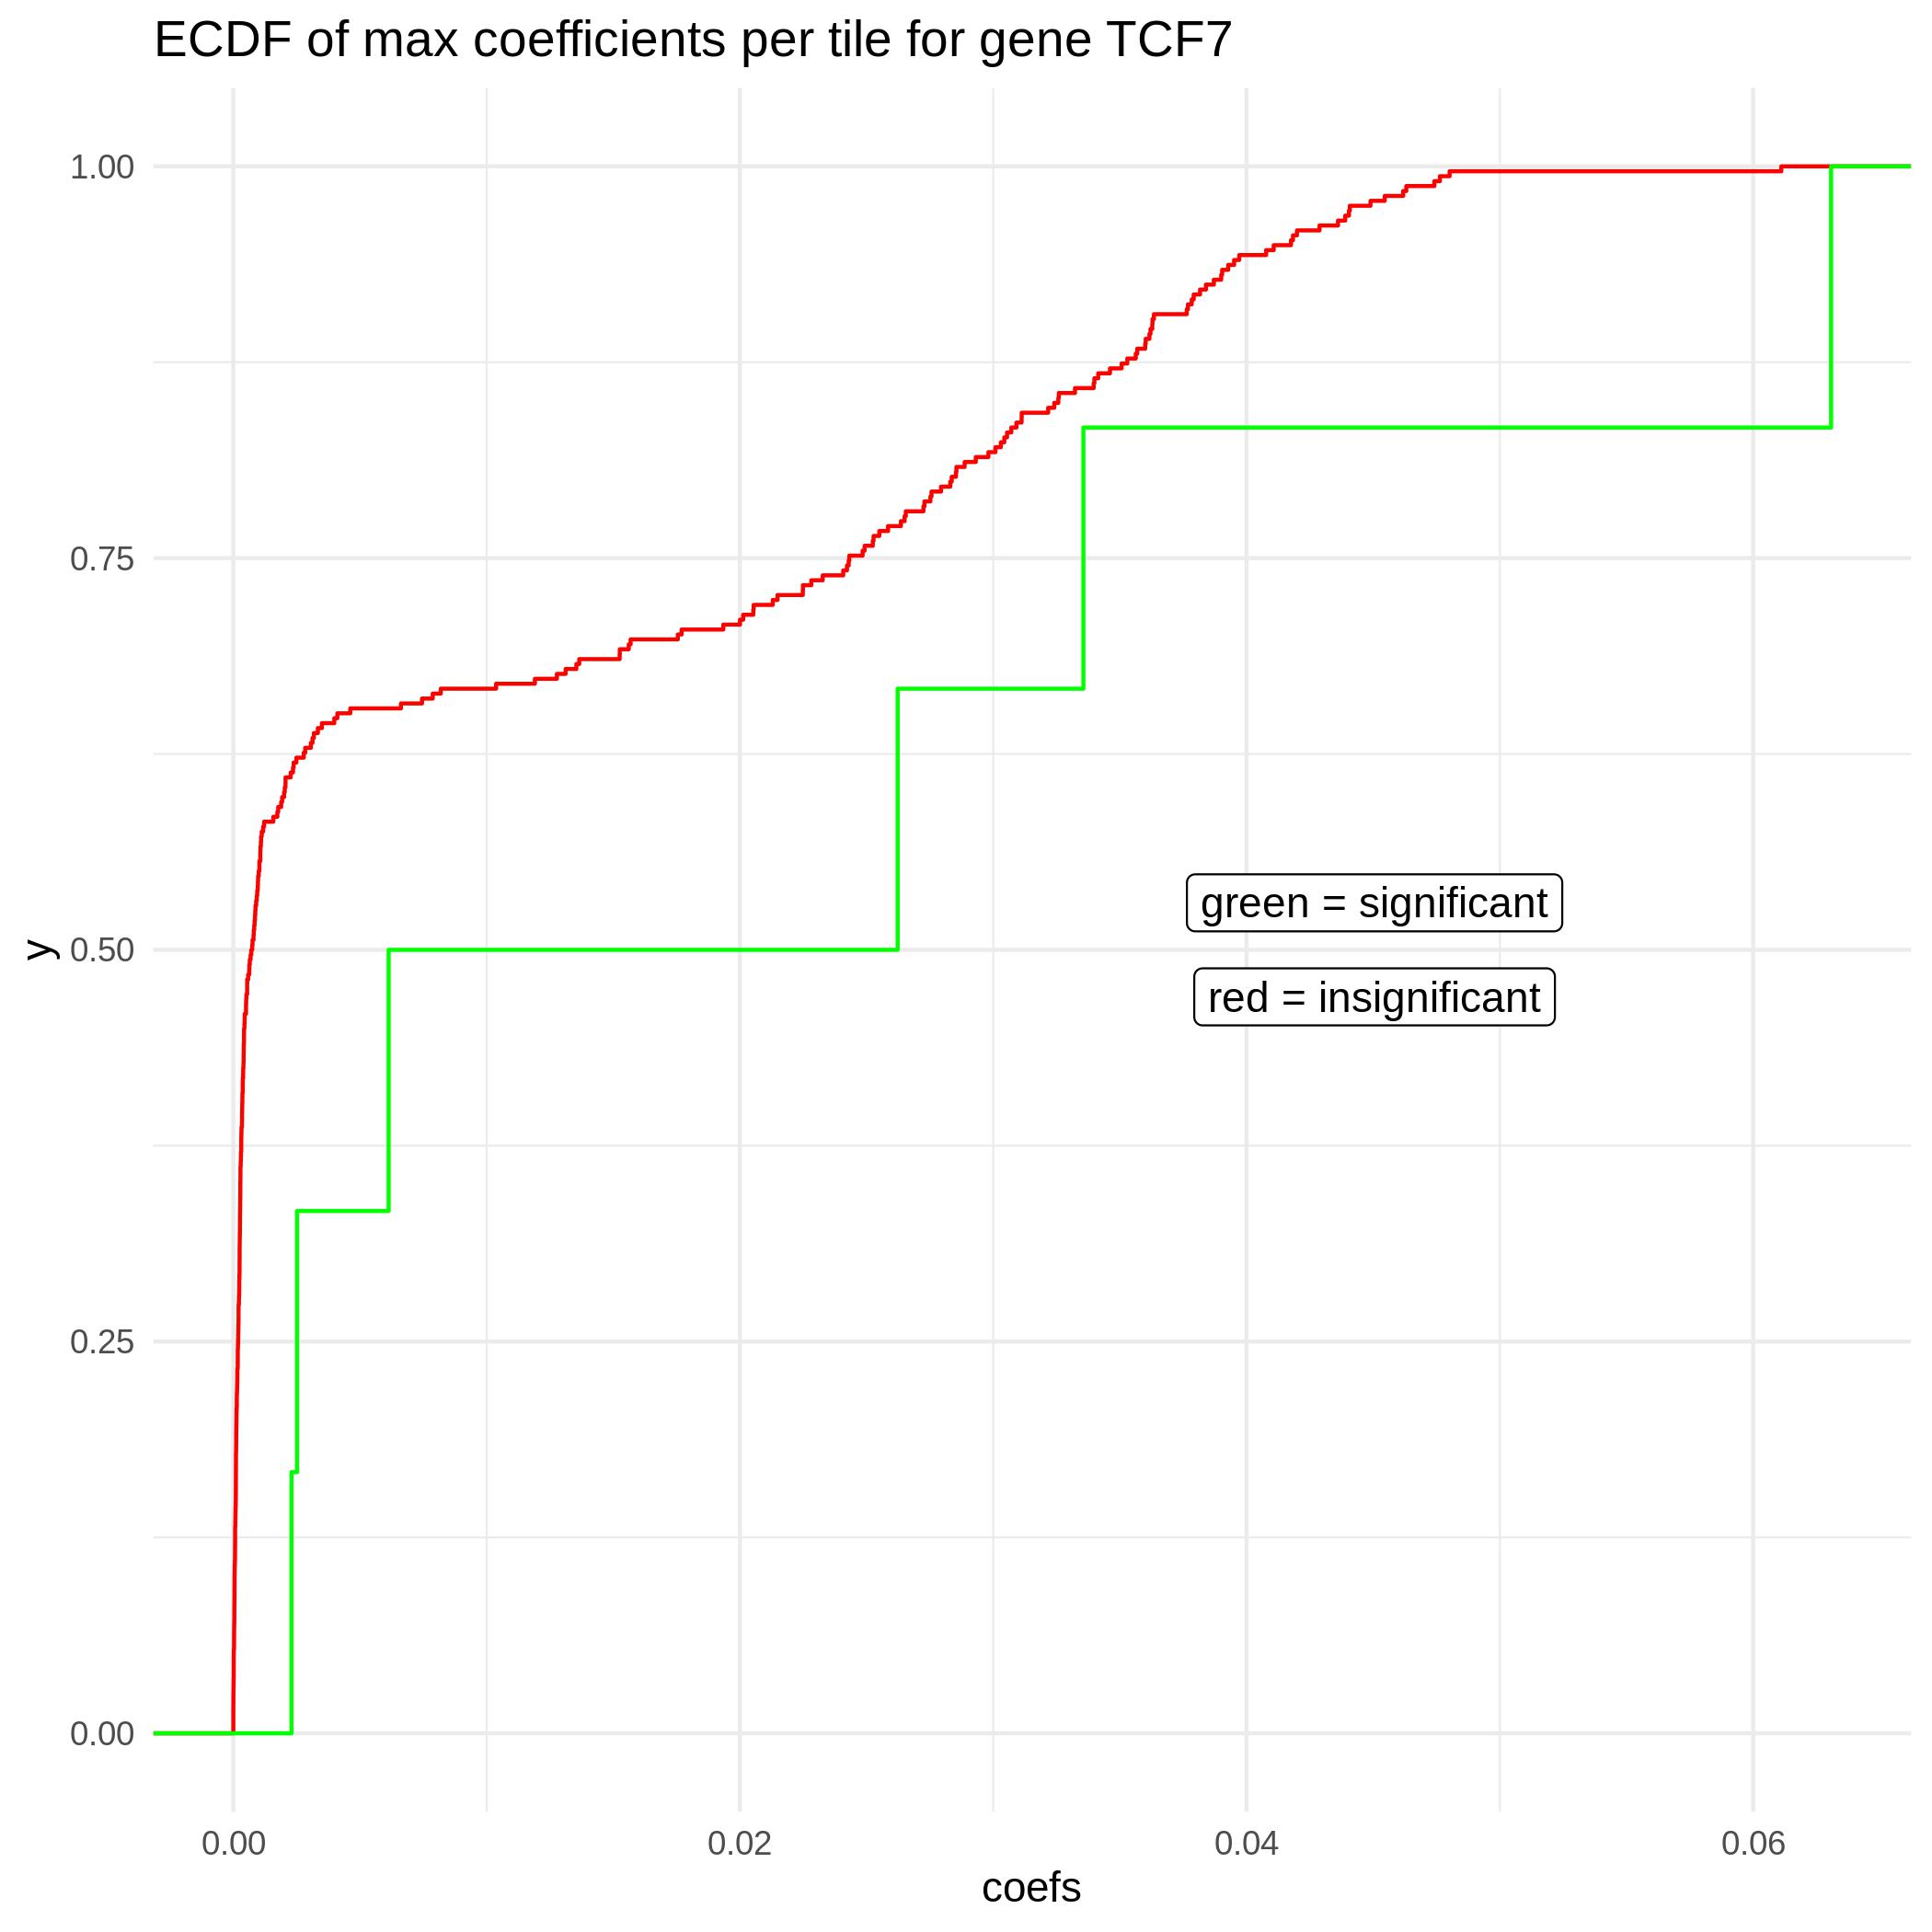 ECDF of max coefficients per tile for gene TCF7
1.00
0.75
0.50
0.25
0.00
y
green = significant
red = insignificant
0.00 0.02 0.04 0.06
coefs